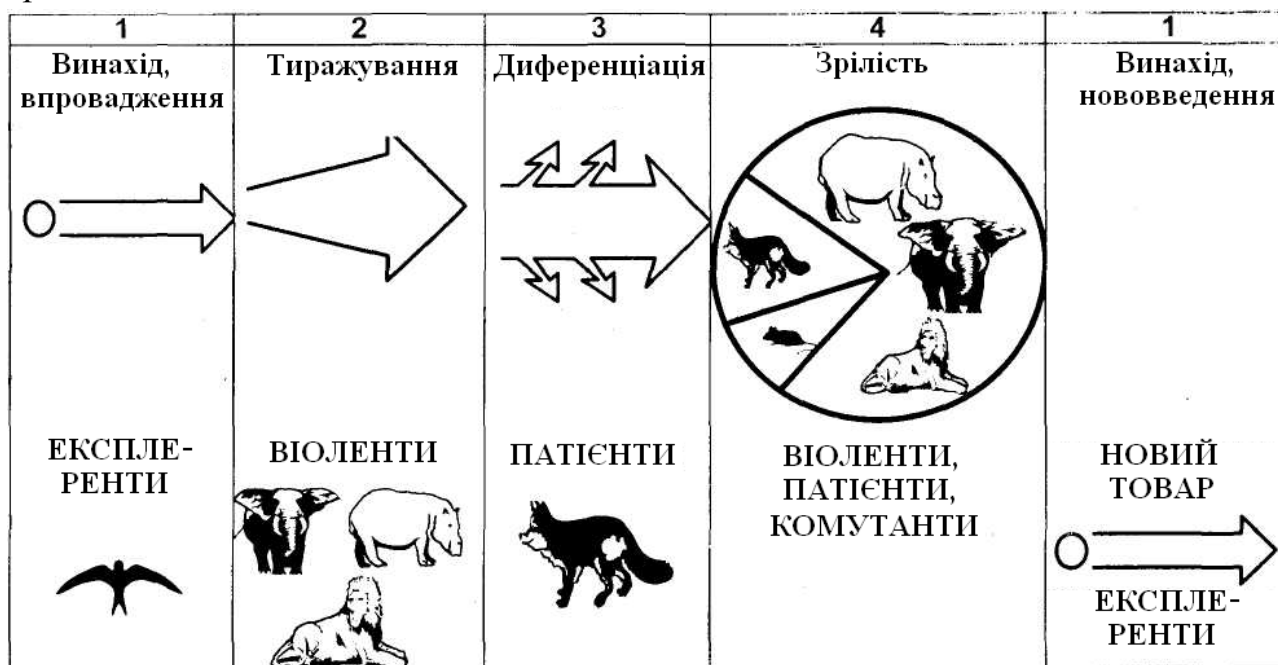 1
2
3
4
1
Винахід,
впровадження
Тиражування
Диференціація
Зрілість
Винахід,
нововведення
ЕКСПЛЕ-
РЕНТИ
ВІОЛЕНТИ
ПАТІЄНТИ
ВІОЛЕНТИ,
ПАТІЄНТИ,
КОМУТАНТИ
НОВИЙ
ТОВАР
ЕКСПЛЕ-
РЕНТИ